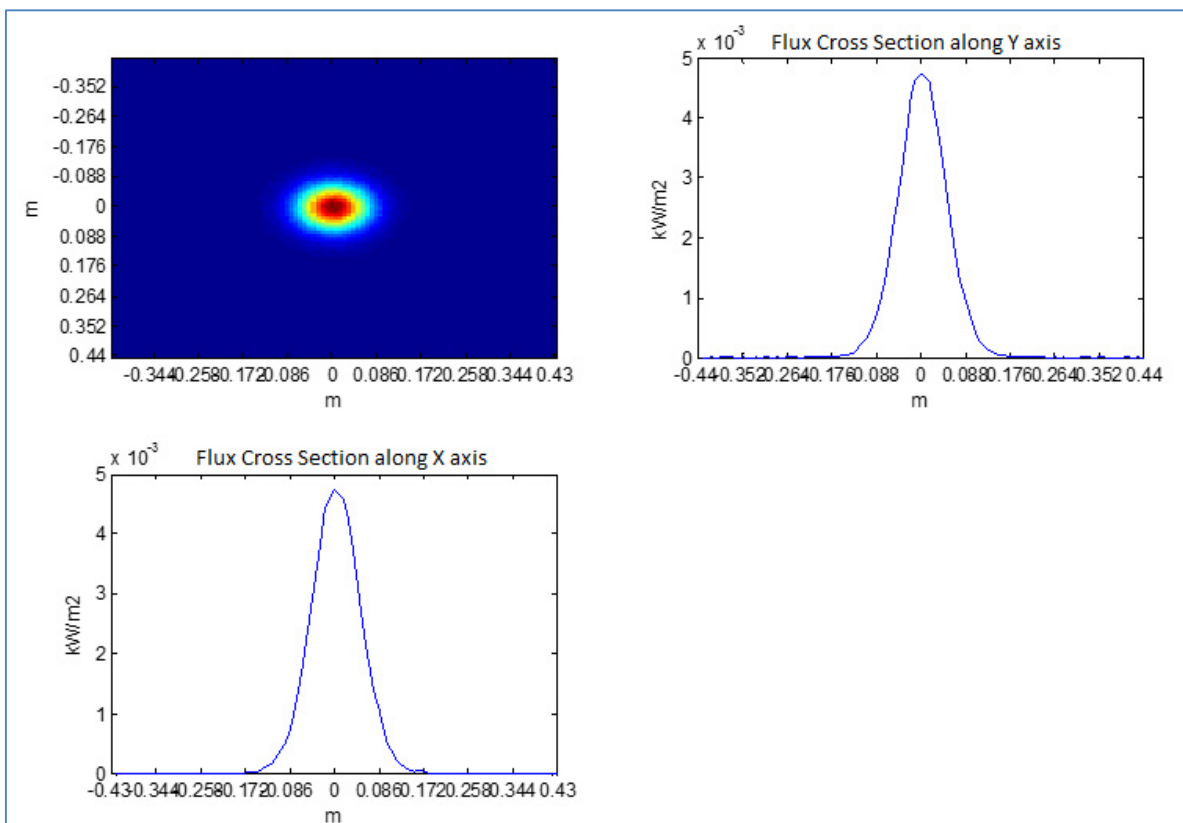 -0.352
-0.264
-0.176
-0.088
0
0.088
0.176
0.264
0.352
0.44
m
-0.344-0.258-0.172-0.086 0 0.086 0.172 0.258 0.344 0.43
m
x 10-3
Flux Cross Section along Y axis
5
4
3
2
1
0
kW/m2
-0.44-0.352-0.264-0.176-0.088 0 0.088 0.176 0.264 0.352 0.44
m
x 10-3
Flux Cross Section along X axis
5
4
3
2
1
0
kW/m2
-0.43-0.344-0.258-0.172-0.086 0 0.086 0.172 0.258 0.344 0.43
m